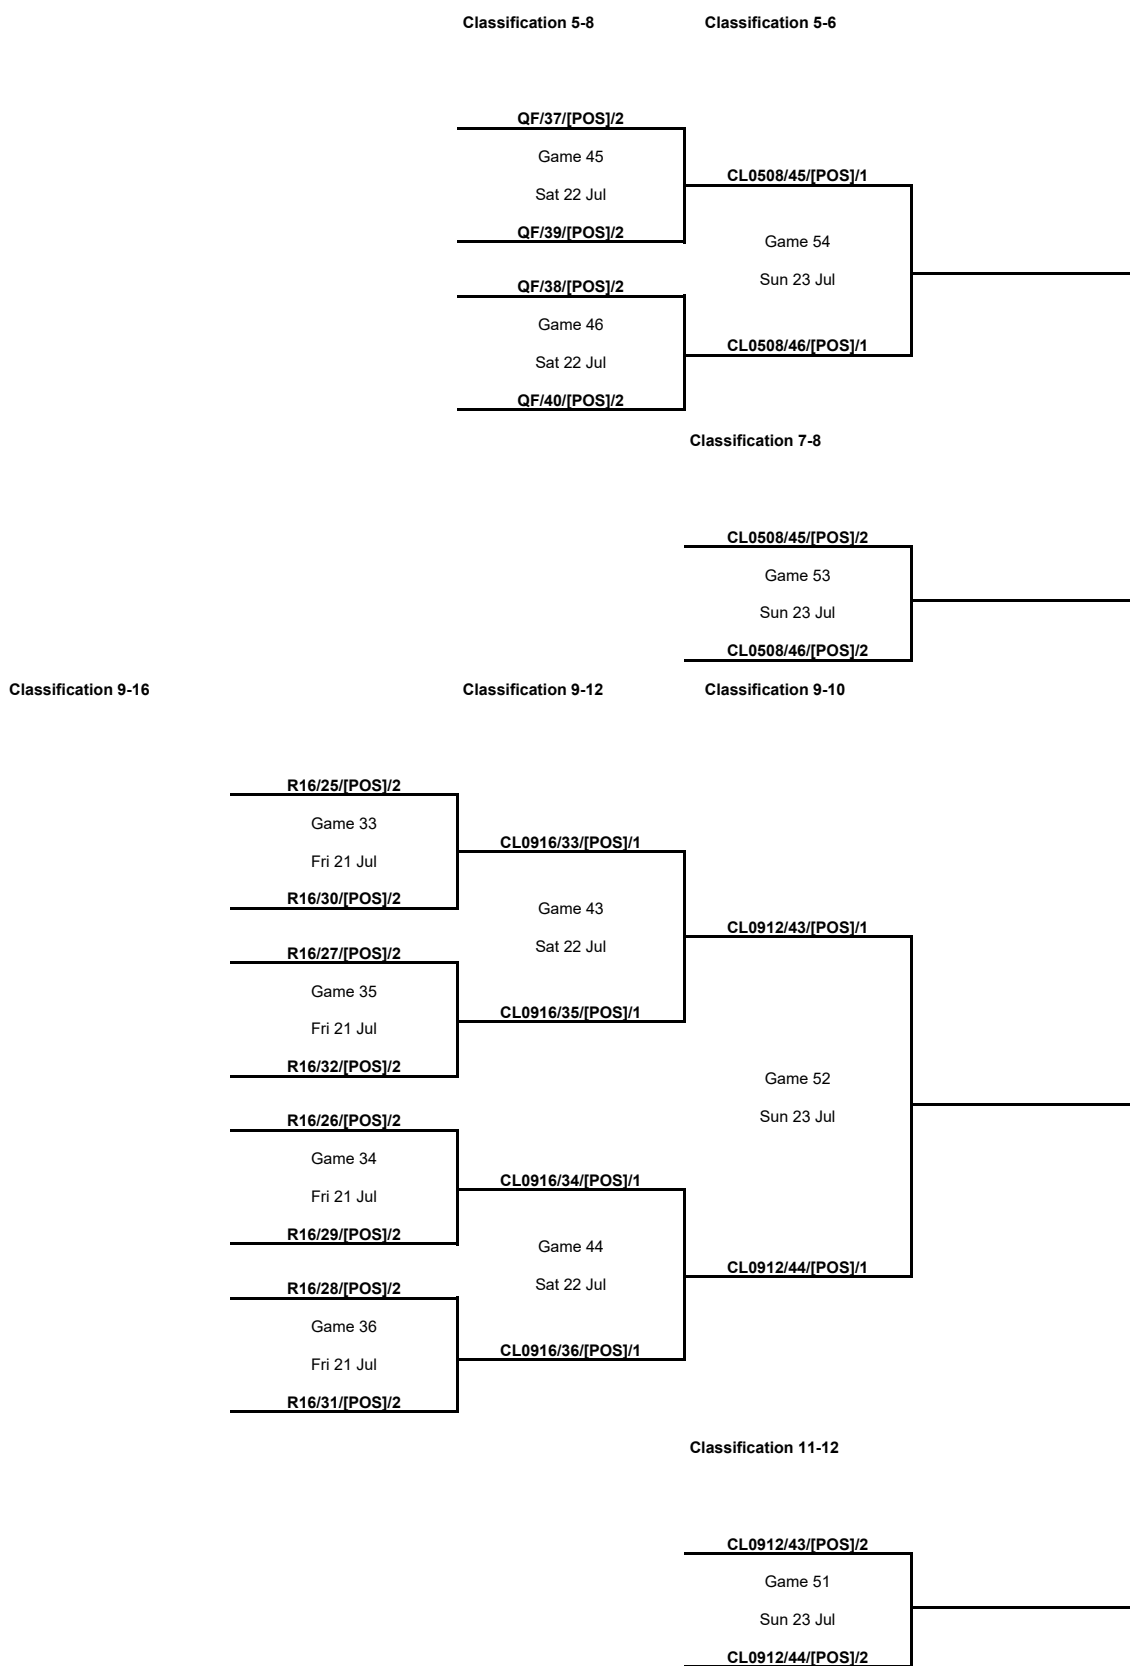 Classification 5-8
Classification 5-6
QF/37/[POS]/2
Game 45
CL0508/45/[POS]/1
Sat 22 Jul
QF/39/[POS]/2
Game 54
Sun 23 Jul
QF/38/[POS]/2
Game 46
CL0508/46/[POS]/1
Sat 22 Jul
QF/40/[POS]/2
Classification 7-8
CL0508/45/[POS]/2
Game 53
Sun 23 Jul
CL0508/46/[POS]/2
Classification 9-16
Classification 9-12
Classification 9-10
R16/25/[POS]/2
Game 33
CL0916/33/[POS]/1
Fri 21 Jul
R16/30/[POS]/2
Game 43
CL0912/43/[POS]/1
Sat 22 Jul
R16/27/[POS]/2
Game 35
CL0916/35/[POS]/1
Fri 21 Jul
R16/32/[POS]/2
Game 52
Sun 23 Jul
R16/26/[POS]/2
Game 34
CL0916/34/[POS]/1
Fri 21 Jul
R16/29/[POS]/2
Game 44
CL0912/44/[POS]/1
Sat 22 Jul
R16/28/[POS]/2
Game 36
CL0916/36/[POS]/1
Fri 21 Jul
R16/31/[POS]/2
Classification 11-12
CL0912/43/[POS]/2
Game 51
Sun 23 Jul
CL0912/44/[POS]/2